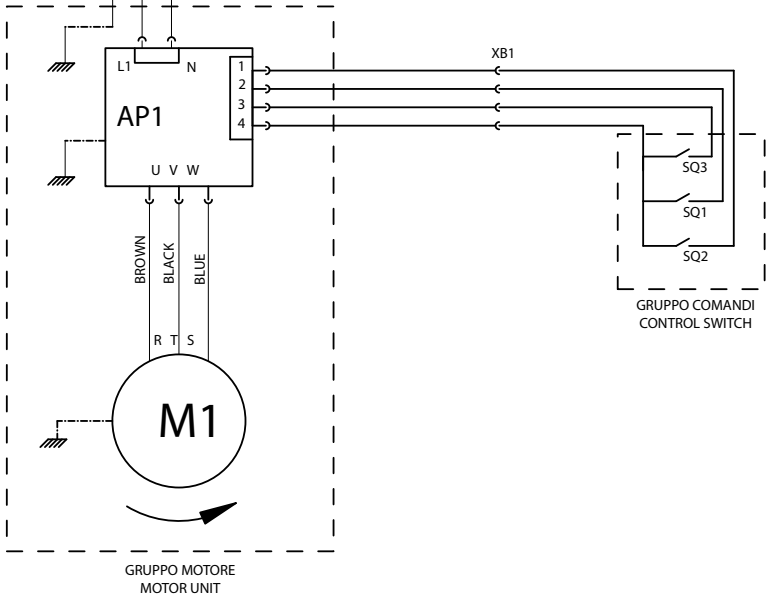 XB1
L1
N
1
2
3
4
AP1
U V W
SQ3
SQ1
SQ2
BROWN
BLACK
BLUE
GRUPPO COMANDI
CONTROL SWITCH
R T S
M1
GRUPPO MOTORE
MOTOR UNIT